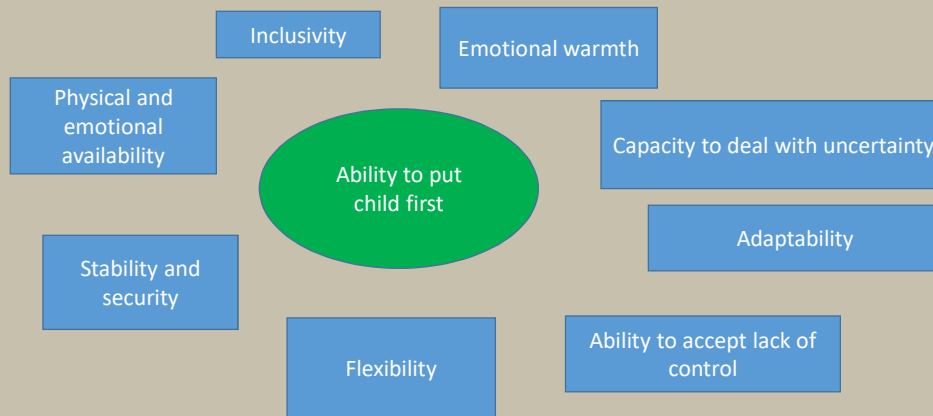 Inclusivity
Emotional warmth
Physical and
emotional
availability
Ability to put
child first
Capacity to deal with uncertainty
Adaptability
Stability and
security
Flexibility
Ability to accept lack of
control